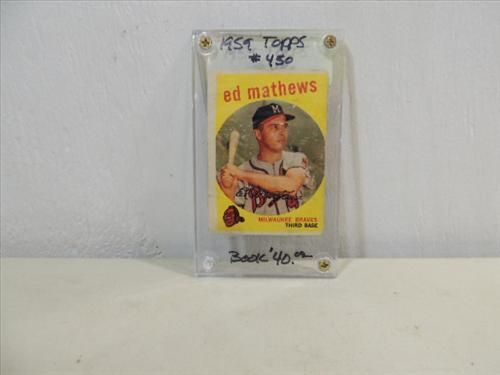 1959 TOPPS
# 450
ed mathews
M
MILWAUKEE BRAVES
THIRD BASE
BOOK $40.00